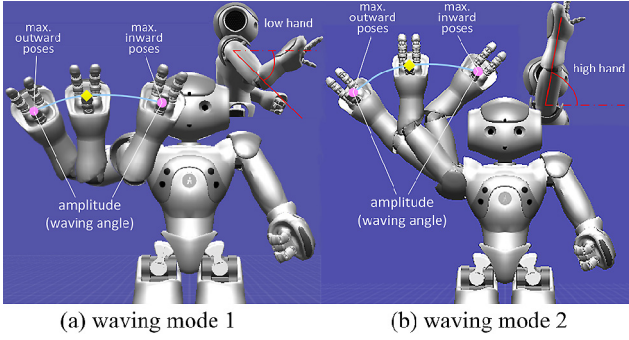 max.
outward
poses
max.
inward
poses
low hand
amplitude
(waving angle)
max.
outward
poses
max.
inward
poses
high hand
amplitude
(waving angle)
(a) waving mode 1
(b) waving mode 2